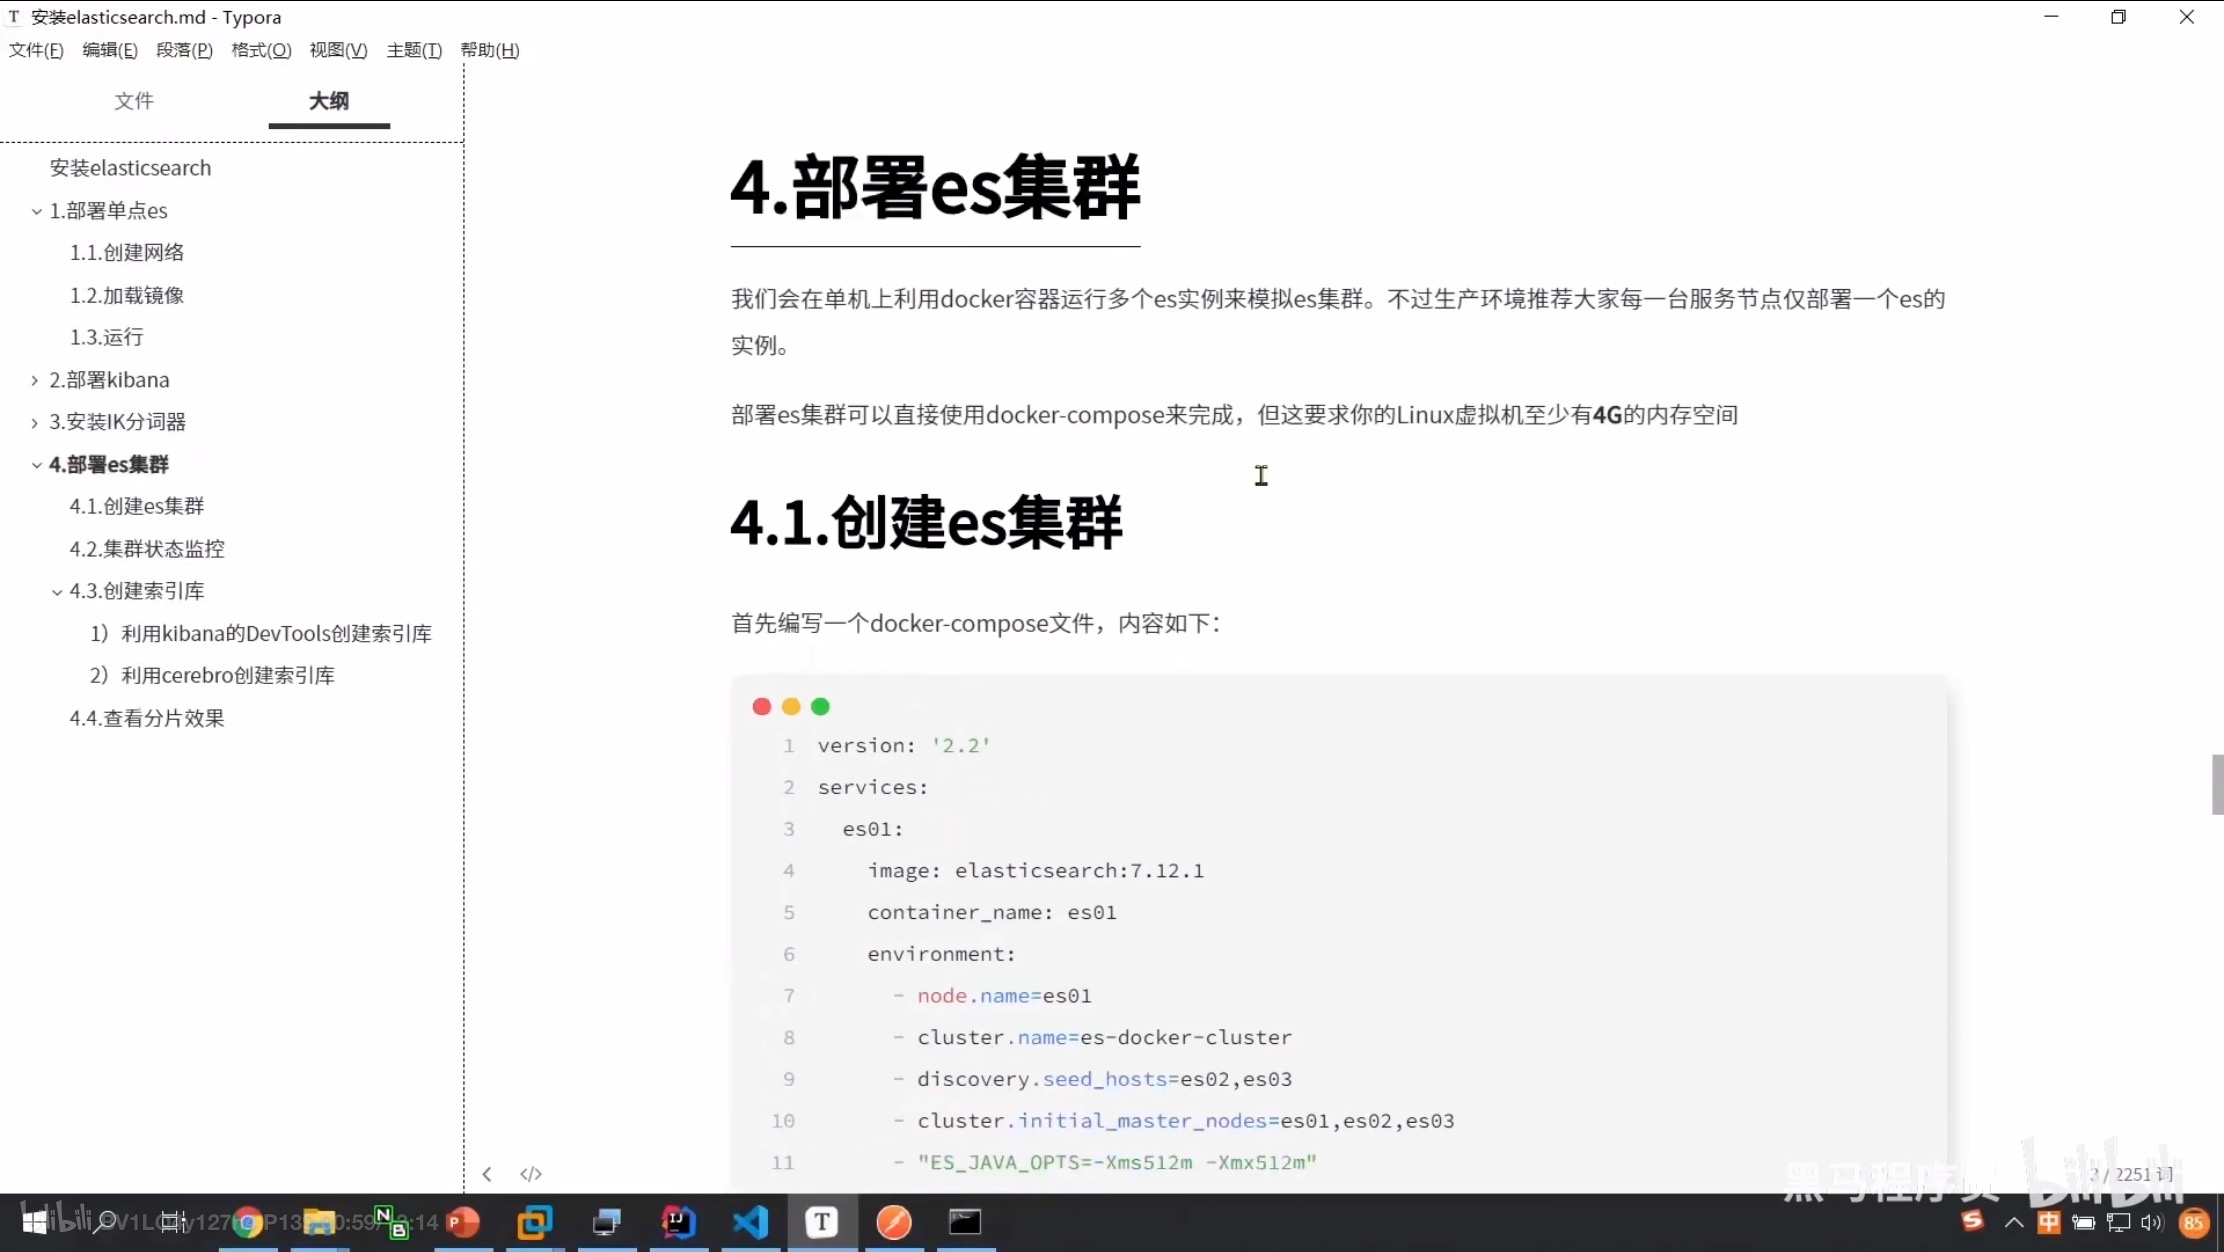 安装elasticsearch.md - Typora
文件(F) 编辑(E) 段落(P) 格式(O) 视图(V) 主题(T) 帮助(H)
文件 大纲
安装elasticsearch
1.部署单点es
1.1.创建网络
1.2.加载镜像
1.3.运行
2.部署kibana
3.安装IK分词器
4.部署es集群
4.1.创建es集群
4.2.集群状态监控
4.3.创建索引库
1）利用kibana的DevTools创建索引库
2）利用cerebro创建索引库
4.4.查看分片效果
4.部署es集群
我们会在单机上利用docker容器运行多个es实例来模拟es集群。不过生产环境推荐大家每一台服务节点仅部署一个es的
实例。
部署es集群可以直接使用docker-compose来完成，但这要求你的Linux虚拟机至少有4G的内存空间
4.1.创建es集群
首先编写一个docker-compose文件，内容如下：
1 version: '2.2'
2 services:
3 es01:
4 image: elasticsearch:7.12.1
5 container_name: es01
6 environment:
7 - node.name=es01
8 - cluster.name=es-docker-cluster
9 - discovery.seed_hosts=es02,es03
10 - cluster.initial_master_nodes=es01,es02,es03
11 - "ES_JAVA_OPTS=-Xms512m -Xmx512m"
</> 黑马程序员 bilibili
/ 2251 词
中 85